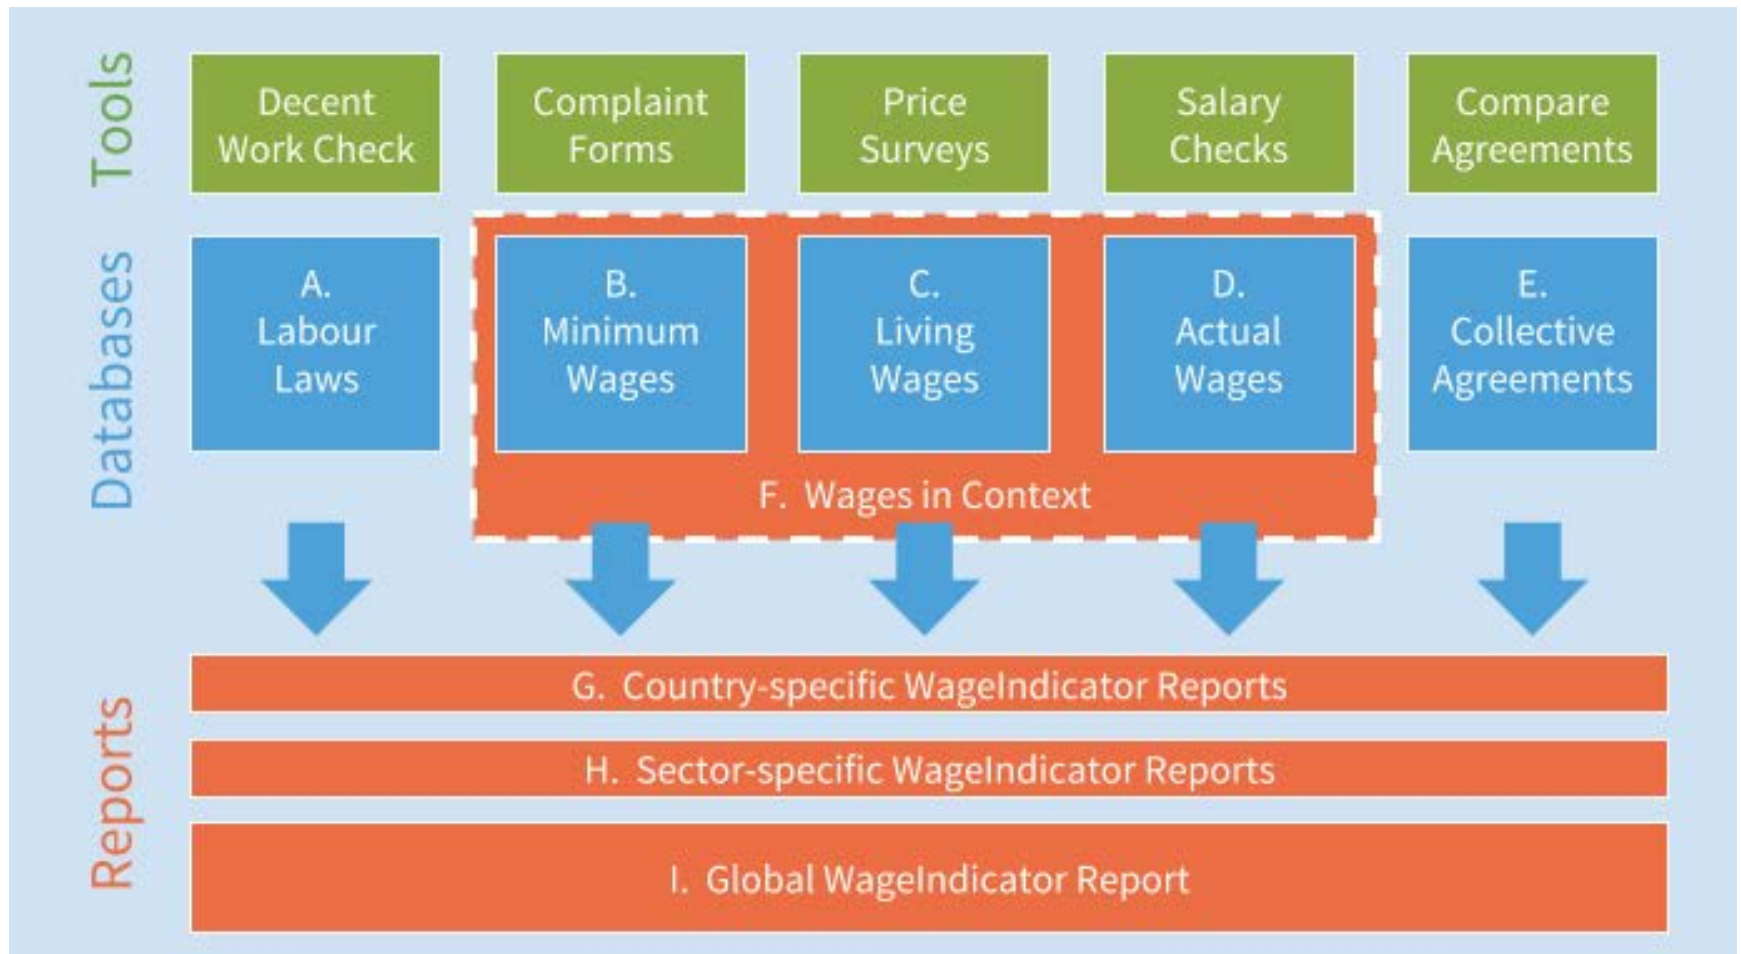 Tools
Decent
Work Check
Complaint
Forms
Price
Surveys
Salary
Checks
Compare
Agreements
Databases
A.
Labour
Laws
B.
Minimum
Wages
C.
Living
Wages
D.
Actual
Wages
E.
Collective
Agreements
F. Wages in Context
Reports
G. Country-specific WageIndicator Reports
H. Sector-specific WageIndicator Reports
I. Global WageIndicator Report